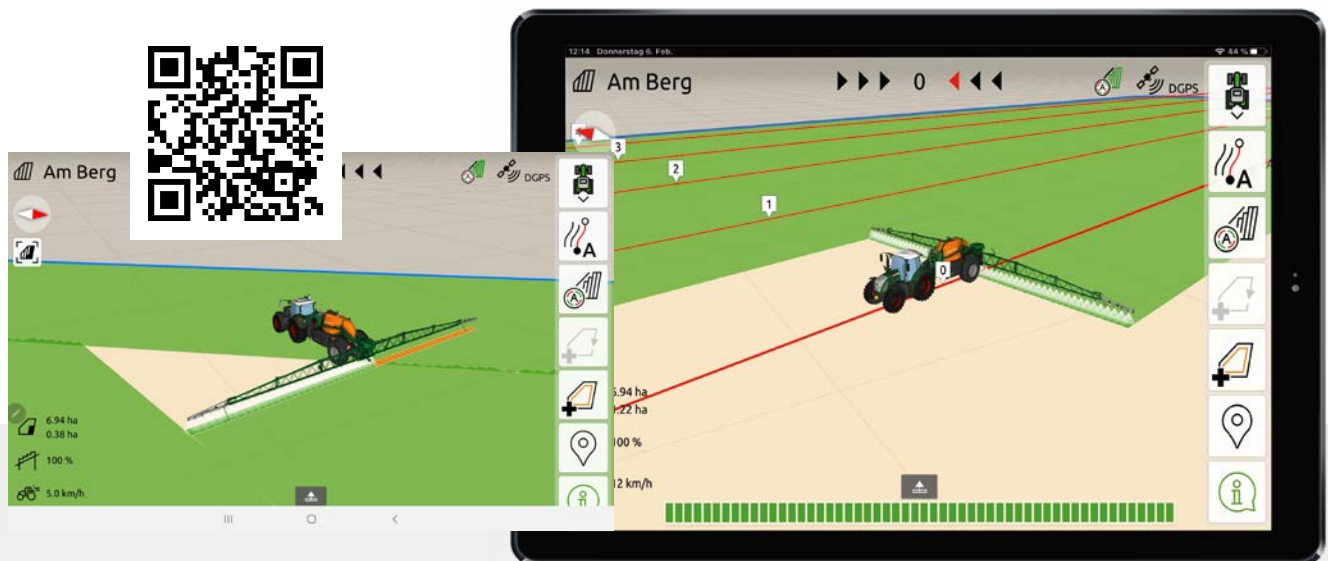 Am Berg
DGPS
A
A
6.94 ha
0.38 ha
100 %
5.0 km/h
12:14 Donnerstag 6. Feb.
44 %
Am Berg
0
DGPS
A
A
3
2
1
0
6.94 ha
.22 ha
100 %
12 km/h